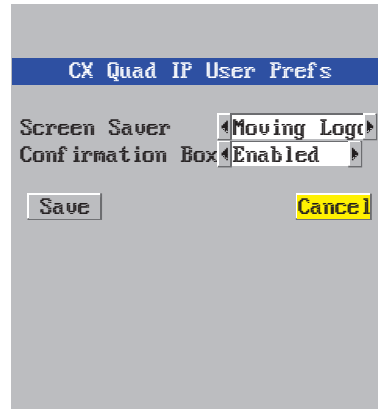 CX Quad IP User Prefs
Screen Saver Moving Logo
Confirmation Box Enabled
Save Cancel